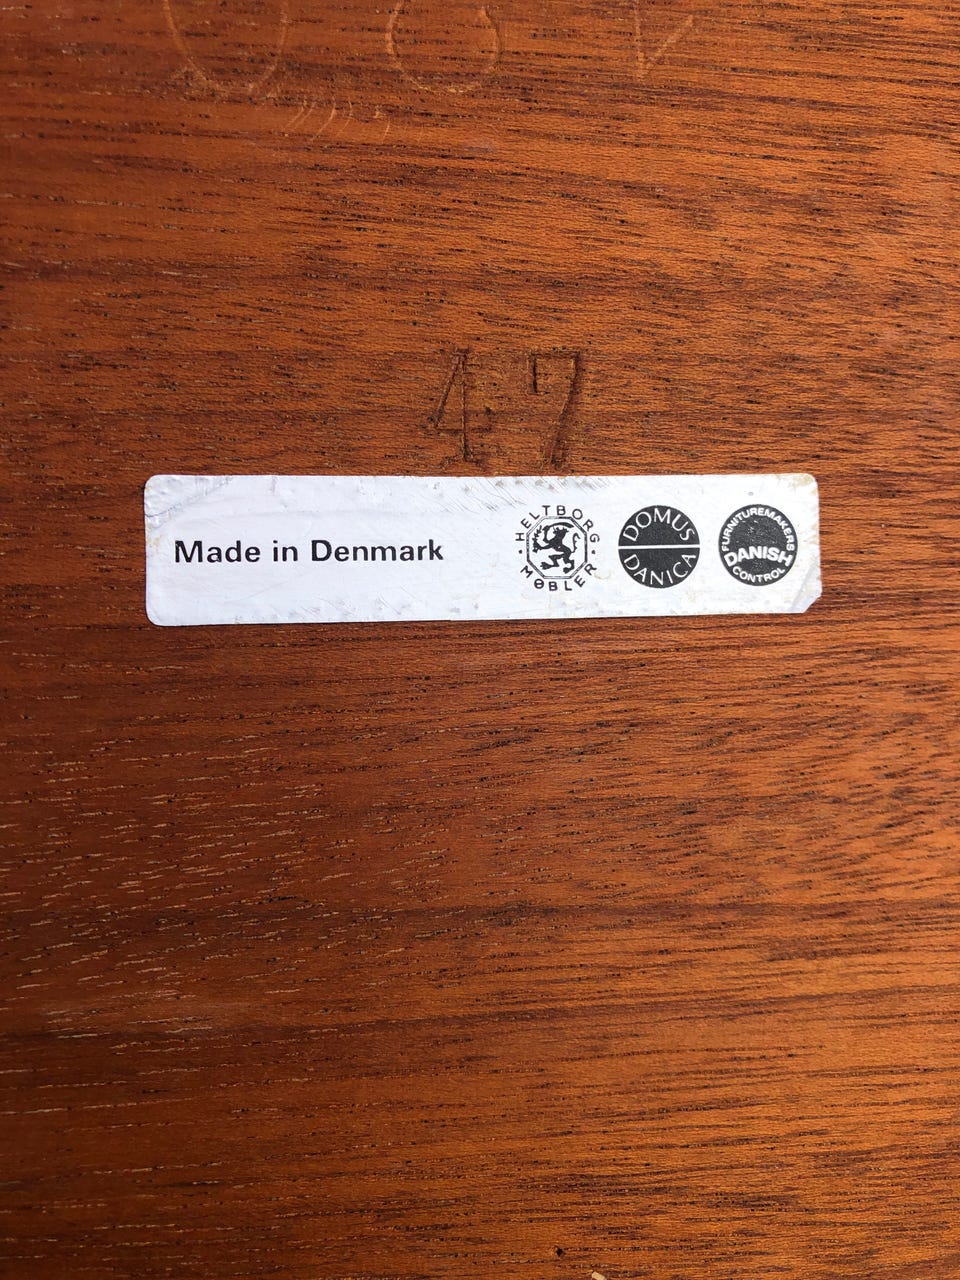 47
Made in Denmark
HELTBORG
MØBLER
DOMUS
DANICA
FURNITUREMAKERS
DANISH
CONTROL